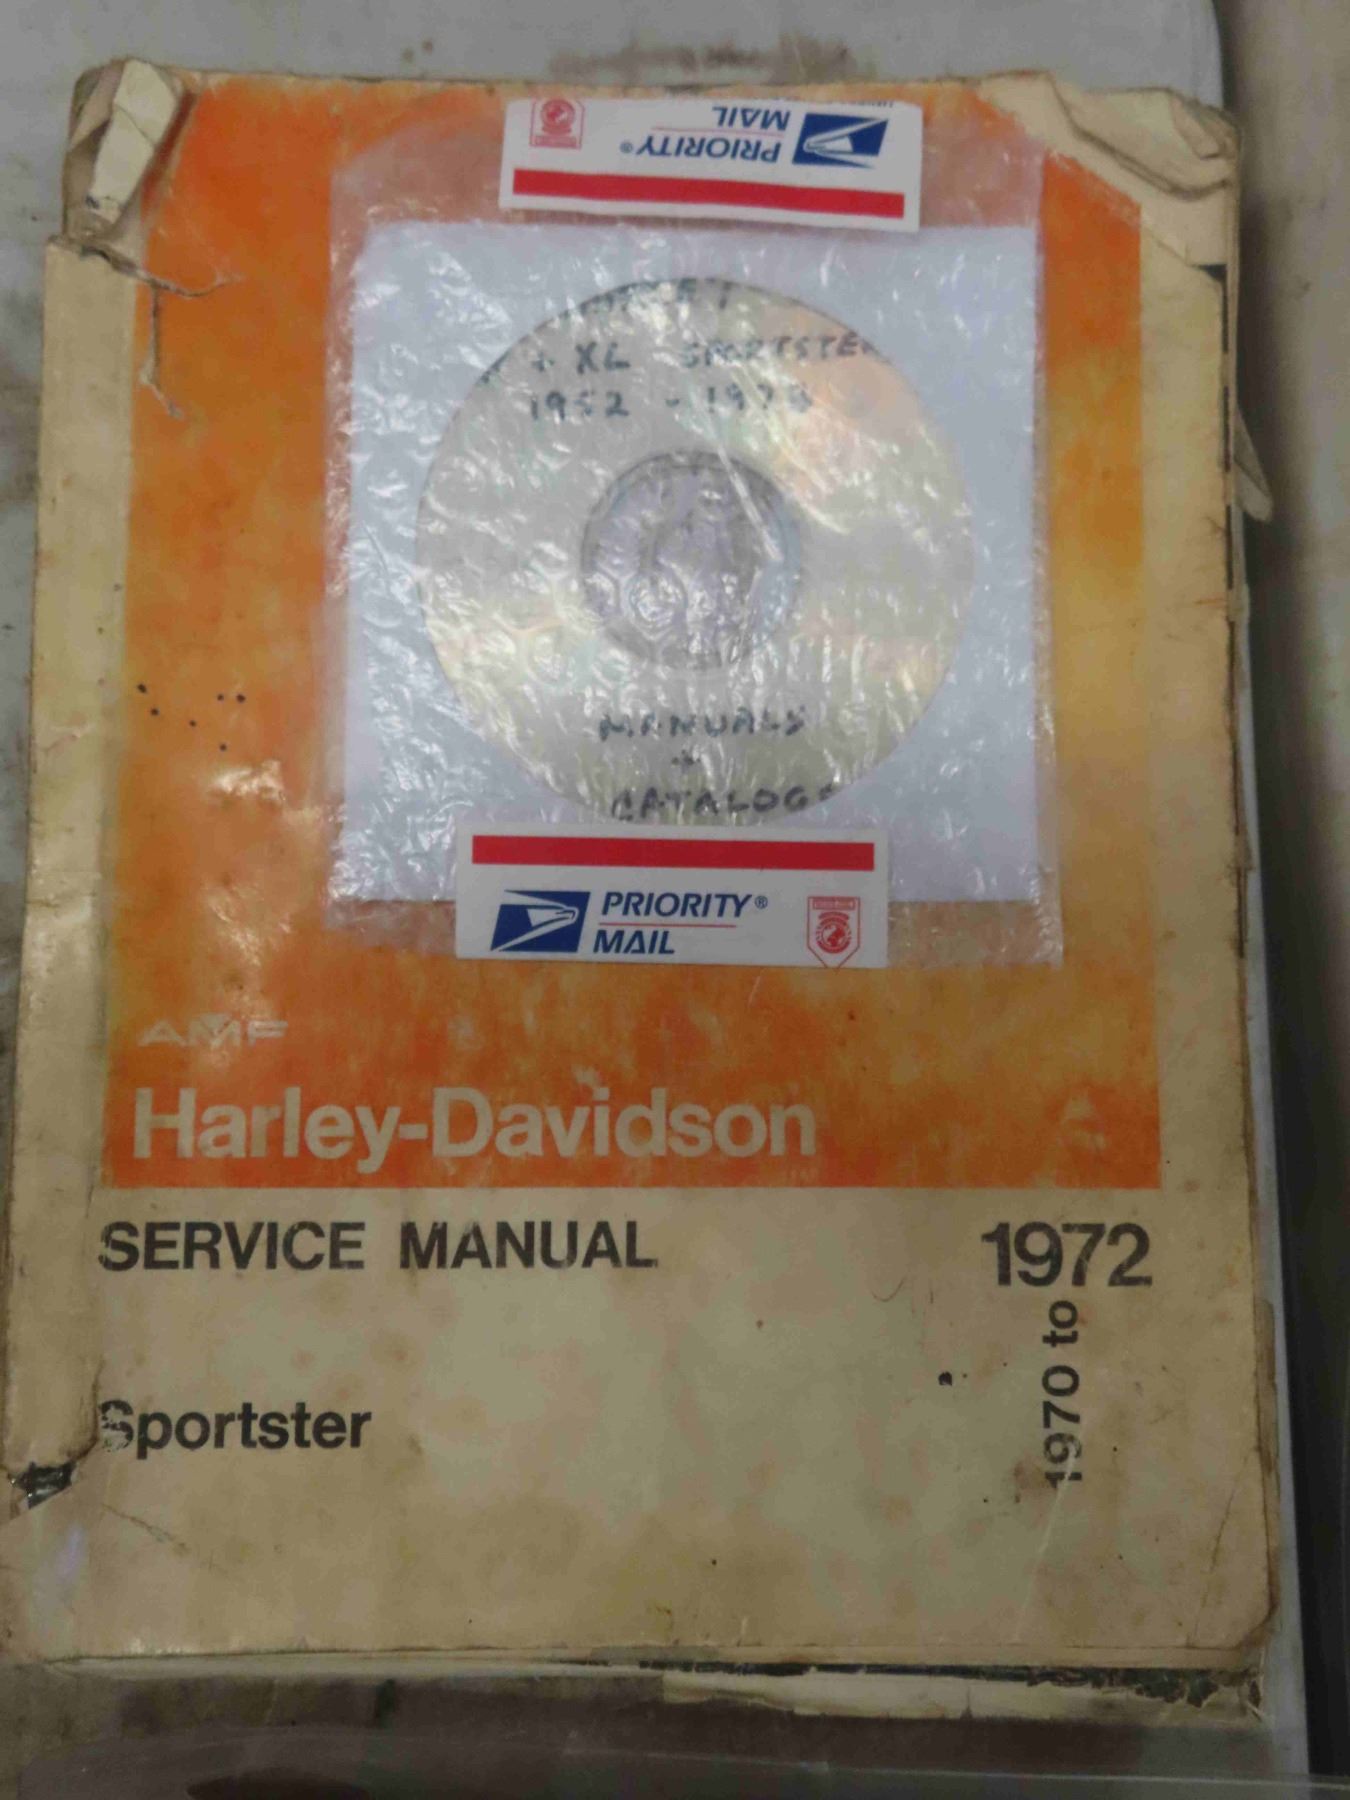 PRIORITY®
MAIL
+ XL SPORTSTER
1952 - 1978
MANUALS
+
CATALOGS
PRIORITY®
MAIL
AMF
Harley-Davidson
SERVICE MANUAL
1972
1970 to
Sportster